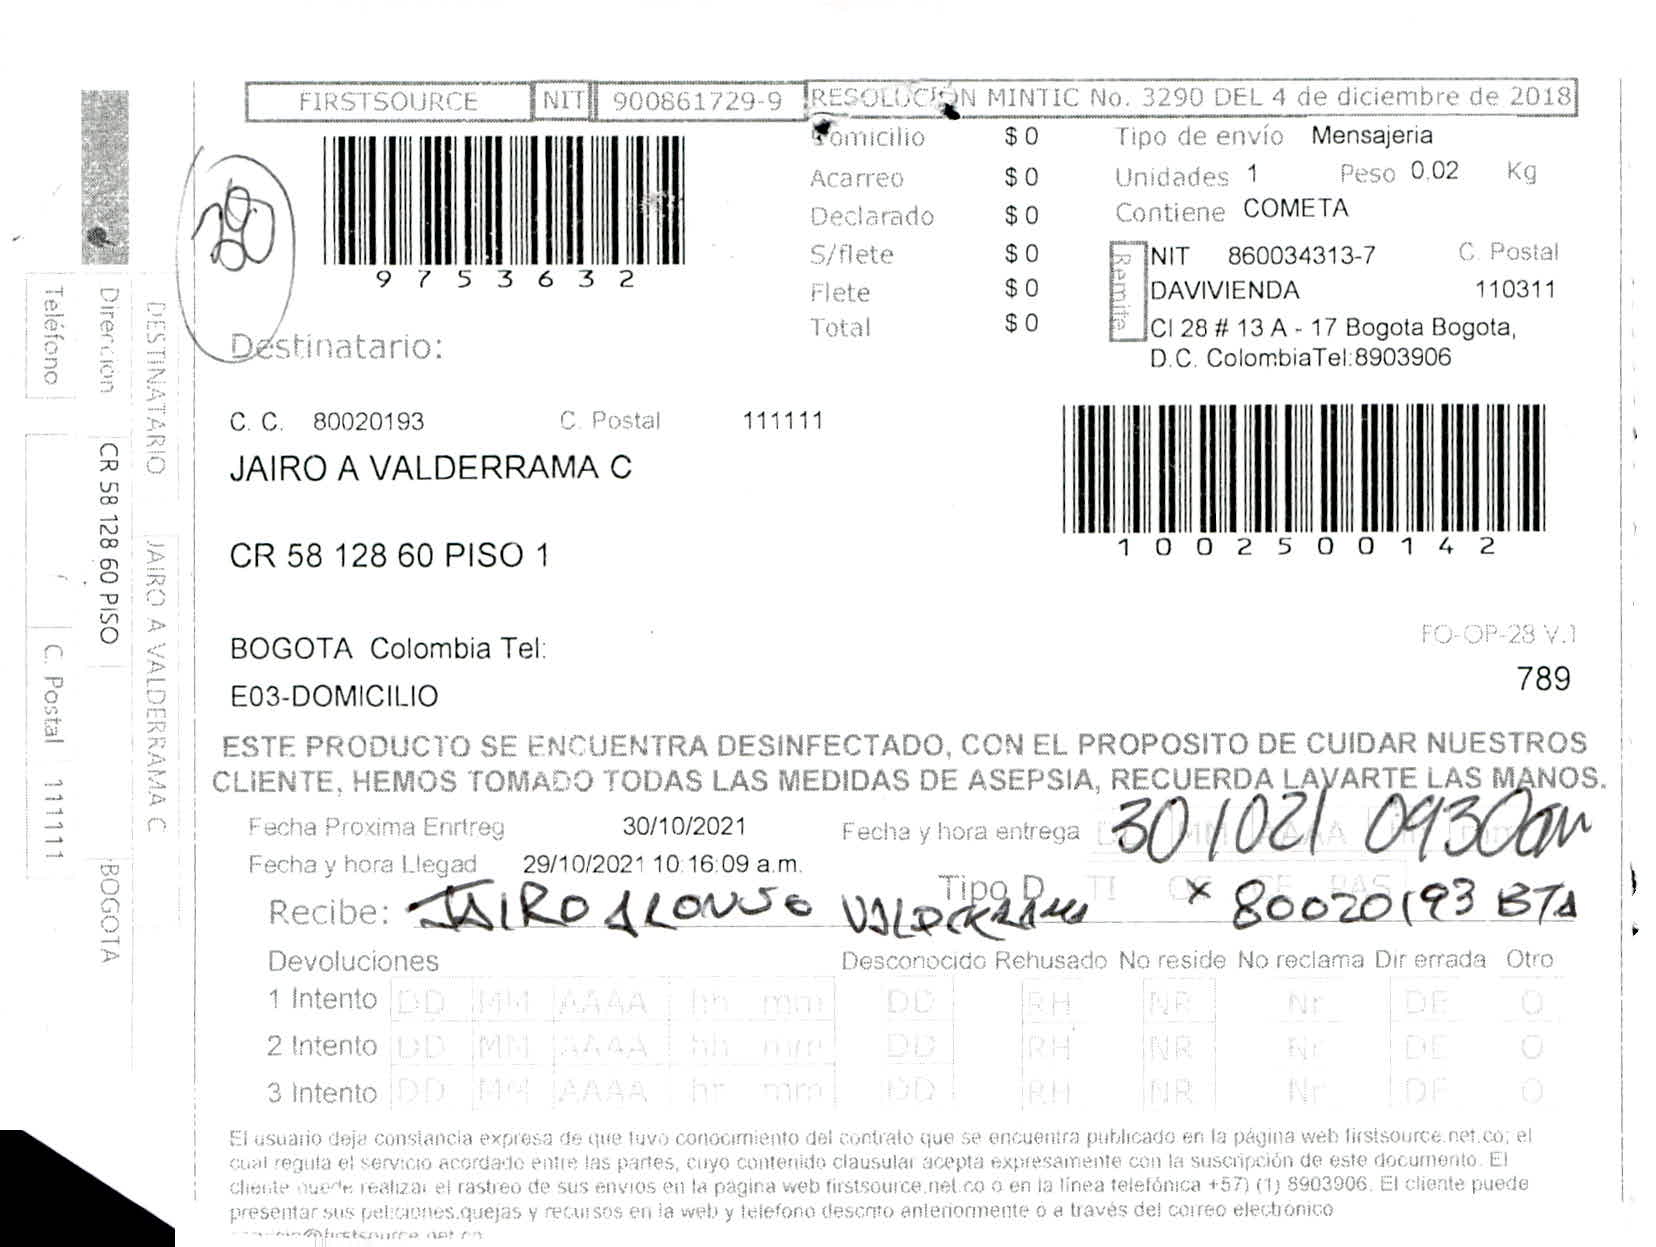 FIRSTSOURCE NIT 900861729-9 RESOLUCION MINTIC No. 3290 DEL 4 de diciembre de 2018
Domicilio $ 0 Tipo de envío Mensajeria
Acarreo $ 0 Unidades 1 Peso 0.02 Kg
Declarado $ 0 Contiene COMETA
S/flete $ 0
Flete $ 0
Total $ 0
Remite
NIT 860034313-7 C. Postal
DAVIVIENDA 110311
Cl 28 # 13 A - 17 Bogota Bogota,
D.C. ColombiaTel:8903906
9753632
Destinatario:
C. C. 80020193 C. Postal 111111
JAIRO A VALDERRAMA C
CR 58 128 60 PISO 1
1002500142
BOGOTA Colombia Tel:
E03-DOMICILIO
FO-OP-28 V.1
789
ESTE PRODUCTO SE ENCUENTRA DESINFECTADO, CON EL PROPOSITO DE CUIDAR NUESTROS
CLIENTE, HEMOS TOMADO TODAS LAS MEDIDAS DE ASEPSIA, RECUERDA LAVARTE LAS MANOS.
Fecha Proxima Enrtreg 30/10/2021 Fecha y hora entrega 30/1021 0930am
Fecha y hora Llegad 29/10/2021 10:16:09 a.m.
Tipo D TI CC CE PAS
Recibe: JAIRO ALONSO VALDERRAMA x 80020193 BTA
Devoluciones Desconocido Rehusado No reside No reclama Dir errada Otro
1 Intento DD MM AAAA hh mm DD RH NR Nr DE O
2 Intento DD MM AAAA hh mm DD RH NR Nr DE O
3 Intento DD MM AAAA hr mm DD RH NR Nr DE O
El usuario deja constancia expresa de que tuvo conocimiento del contrato que se encuentra publicado en la página web firstsource.net.co; el
cual regula el servicio acordado entre las partes, cuyo contenido clausular acepta expresamente con la suscripción de este documento. El
cliente puede realizar el rastreo de sus envios en la pagina web firstsource.net.co o en la línea telefónica +57) (1) 8903906. El cliente puede
presentar sus peticiones,quejas y recursos en la web y telefono descrito anteriormente o a través del correo electronico
@firstsource.net.co
DESTINATARIO JAIRO A VALDERRAMA C
Dirección CR 58 128 60 PISO BOGOTA
Teléfono C. Postal 111111